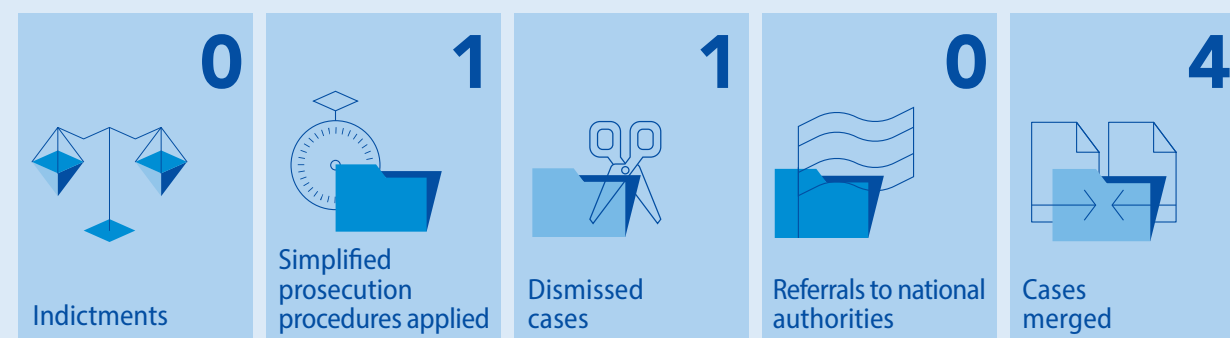 0
Indictments
1
Simplified
prosecution
procedures applied
1
Dismissed
cases
0
Referrals to national
authorities
4
Cases
merged